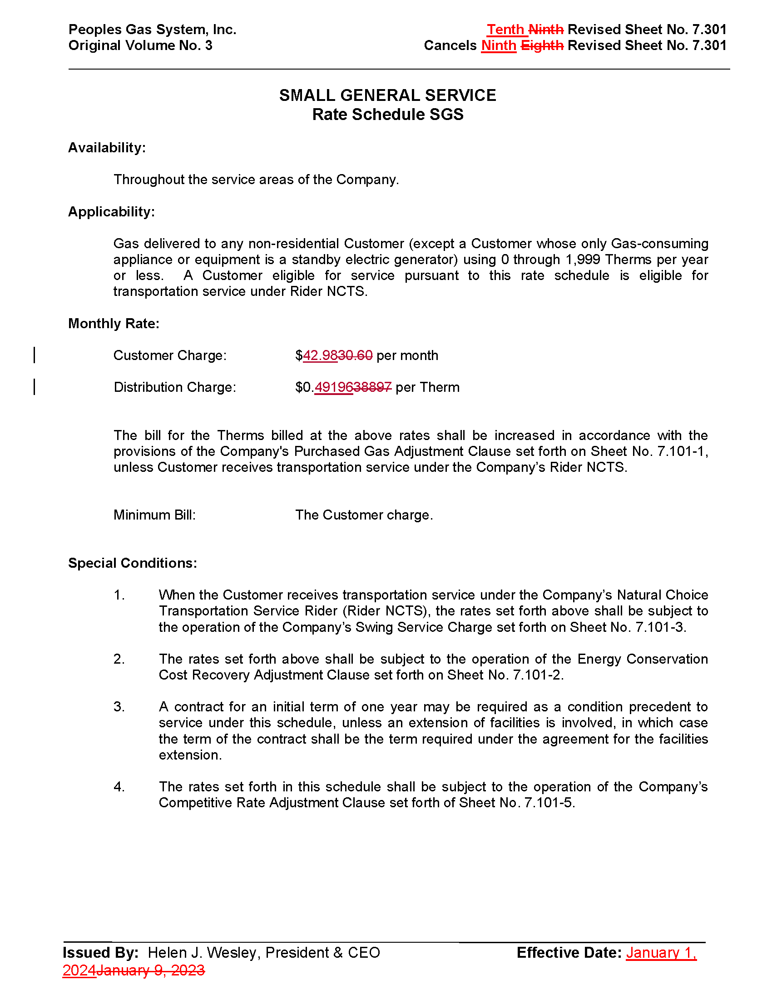 Peoples Gas System, Inc.
Original Volume No. 3
Tenth Ninth Revised Sheet No. 7.301
Cancels Ninth Eighth Revised Sheet No. 7.301
SMALL GENERAL SERVICE
Rate Schedule SGS
Availability:
Throughout the service areas of the Company.
Applicability:
Gas delivered to any non-residential Customer (except a Customer whose only Gas-consuming
appliance or equipment is a standby electric generator) using 0 through 1,999 Therms per year
or less. A Customer eligible for service pursuant to this rate schedule is eligible for
transportation service under Rider NCTS.
Monthly Rate:
Customer Charge: $42.9830.60 per month
Distribution Charge: $0.4919638897 per Therm
The bill for the Therms billed at the above rates shall be increased in accordance with the
provisions of the Company's Purchased Gas Adjustment Clause set forth on Sheet No. 7.101-1,
unless Customer receives transportation service under the Company’s Rider NCTS.
Minimum Bill: The Customer charge.
Special Conditions:
1. When the Customer receives transportation service under the Company’s Natural Choice
Transportation Service Rider (Rider NCTS), the rates set forth above shall be subject to
the operation of the Company’s Swing Service Charge set forth on Sheet No. 7.101-3.
2. The rates set forth above shall be subject to the operation of the Energy Conservation
Cost Recovery Adjustment Clause set forth on Sheet No. 7.101-2.
3. A contract for an initial term of one year may be required as a condition precedent to
service under this schedule, unless an extension of facilities is involved, in which case
the term of the contract shall be the term required under the agreement for the facilities
extension.
4. The rates set forth in this schedule shall be subject to the operation of the Company’s
Competitive Rate Adjustment Clause set forth of Sheet No. 7.101-5.
Issued By: Helen J. Wesley, President & CEO Effective Date: January 1,
2024January 9, 2023